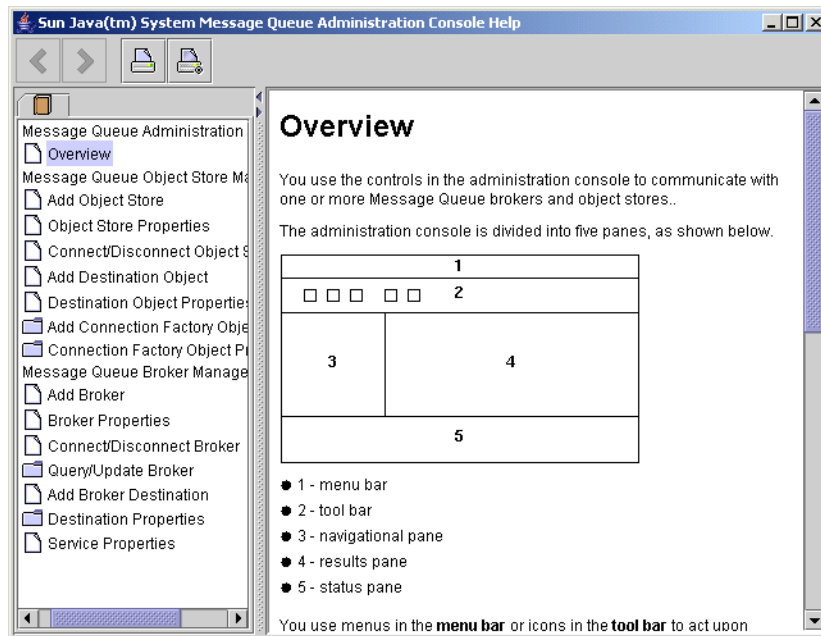 Sun Java(tm) System Message Queue Administration Console Help
Message Queue Administration
Overview
Message Queue Object Store Ma
Add Object Store
Object Store Properties
Connect/Disconnect Object S
Add Destination Object
Destination Object Properties
Add Connection Factory Obje
Connection Factory Object Pr
Message Queue Broker Manage
Add Broker
Broker Properties
Connect/Disconnect Broker
Query/Update Broker
Add Broker Destination
Destination Properties
Service Properties
Overview
You use the controls in the administration console to communicate with
one or more Message Queue brokers and object stores..
The administration console is divided into five panes, as shown below.
1
2
3
4
5
1 - menu bar
2 - tool bar
3 - navigational pane
4 - results pane
5 - status pane
You use menus in the menu bar or icons in the tool bar to act upon